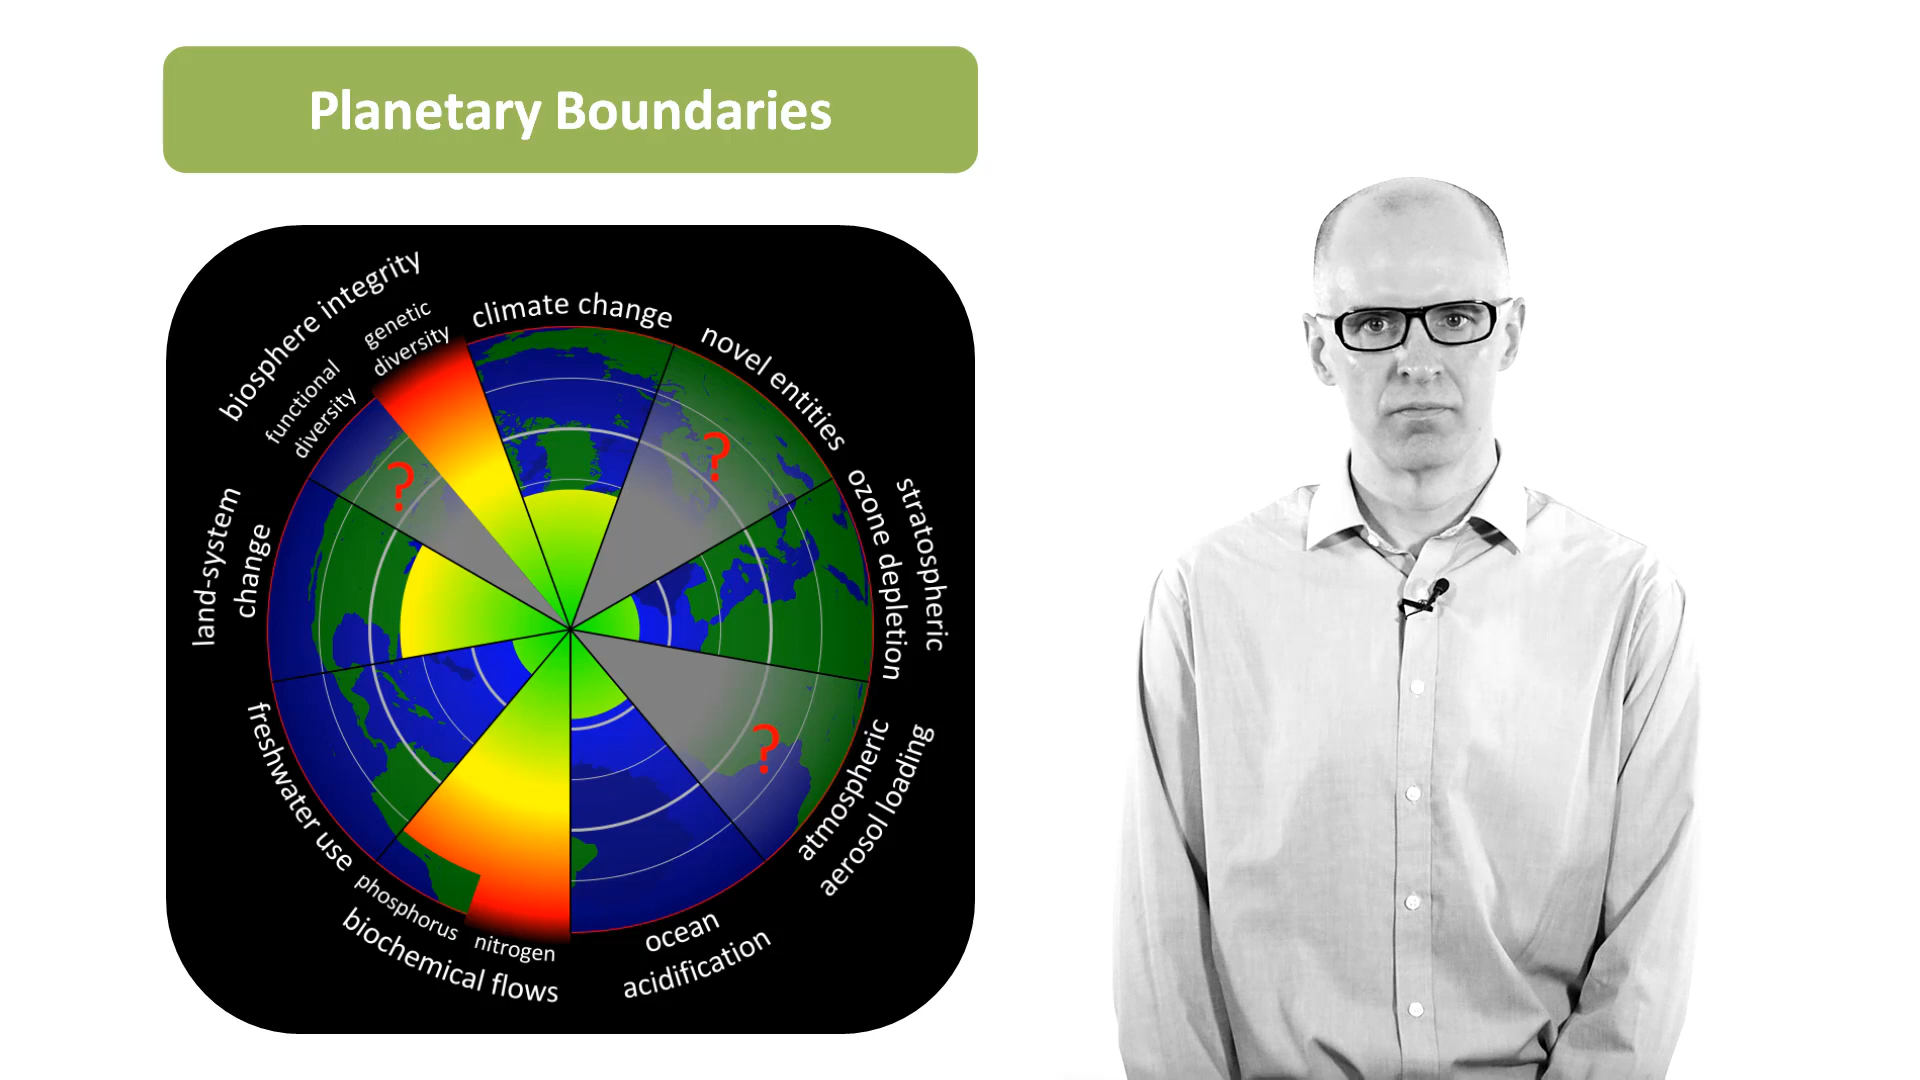 Planetary Boundaries
biosphere integrity
genetic
diversity
functional
diversity
climate change
novel entities
stratospheric
ozone depletion
atmospheric
aerosol loading
ocean
acidification
biochemical flows
nitrogen
phosphorus
freshwater use
land-system
change
?
?
?